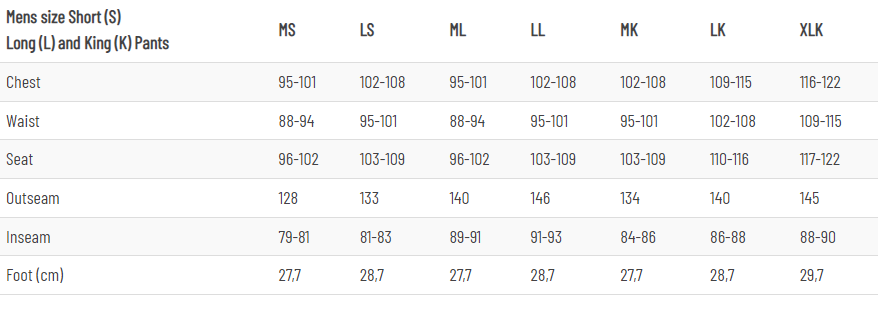 Mens size Short (S)
Long (L) and King (K) Pants MS LS ML LL MK LK XLK
Chest 95-101 102-108 95-101 102-108 102-108 109-115 116-122
Waist 88-94 95-101 88-94 95-101 95-101 102-108 109-115
Seat 96-102 103-109 96-102 103-109 103-109 110-116 117-122
Outseam 128 133 140 146 134 140 145
Inseam 79-81 81-83 89-91 91-93 84-86 86-88 88-90
Foot (cm) 27,7 28,7 27,7 28,7 27,7 28,7 29,7